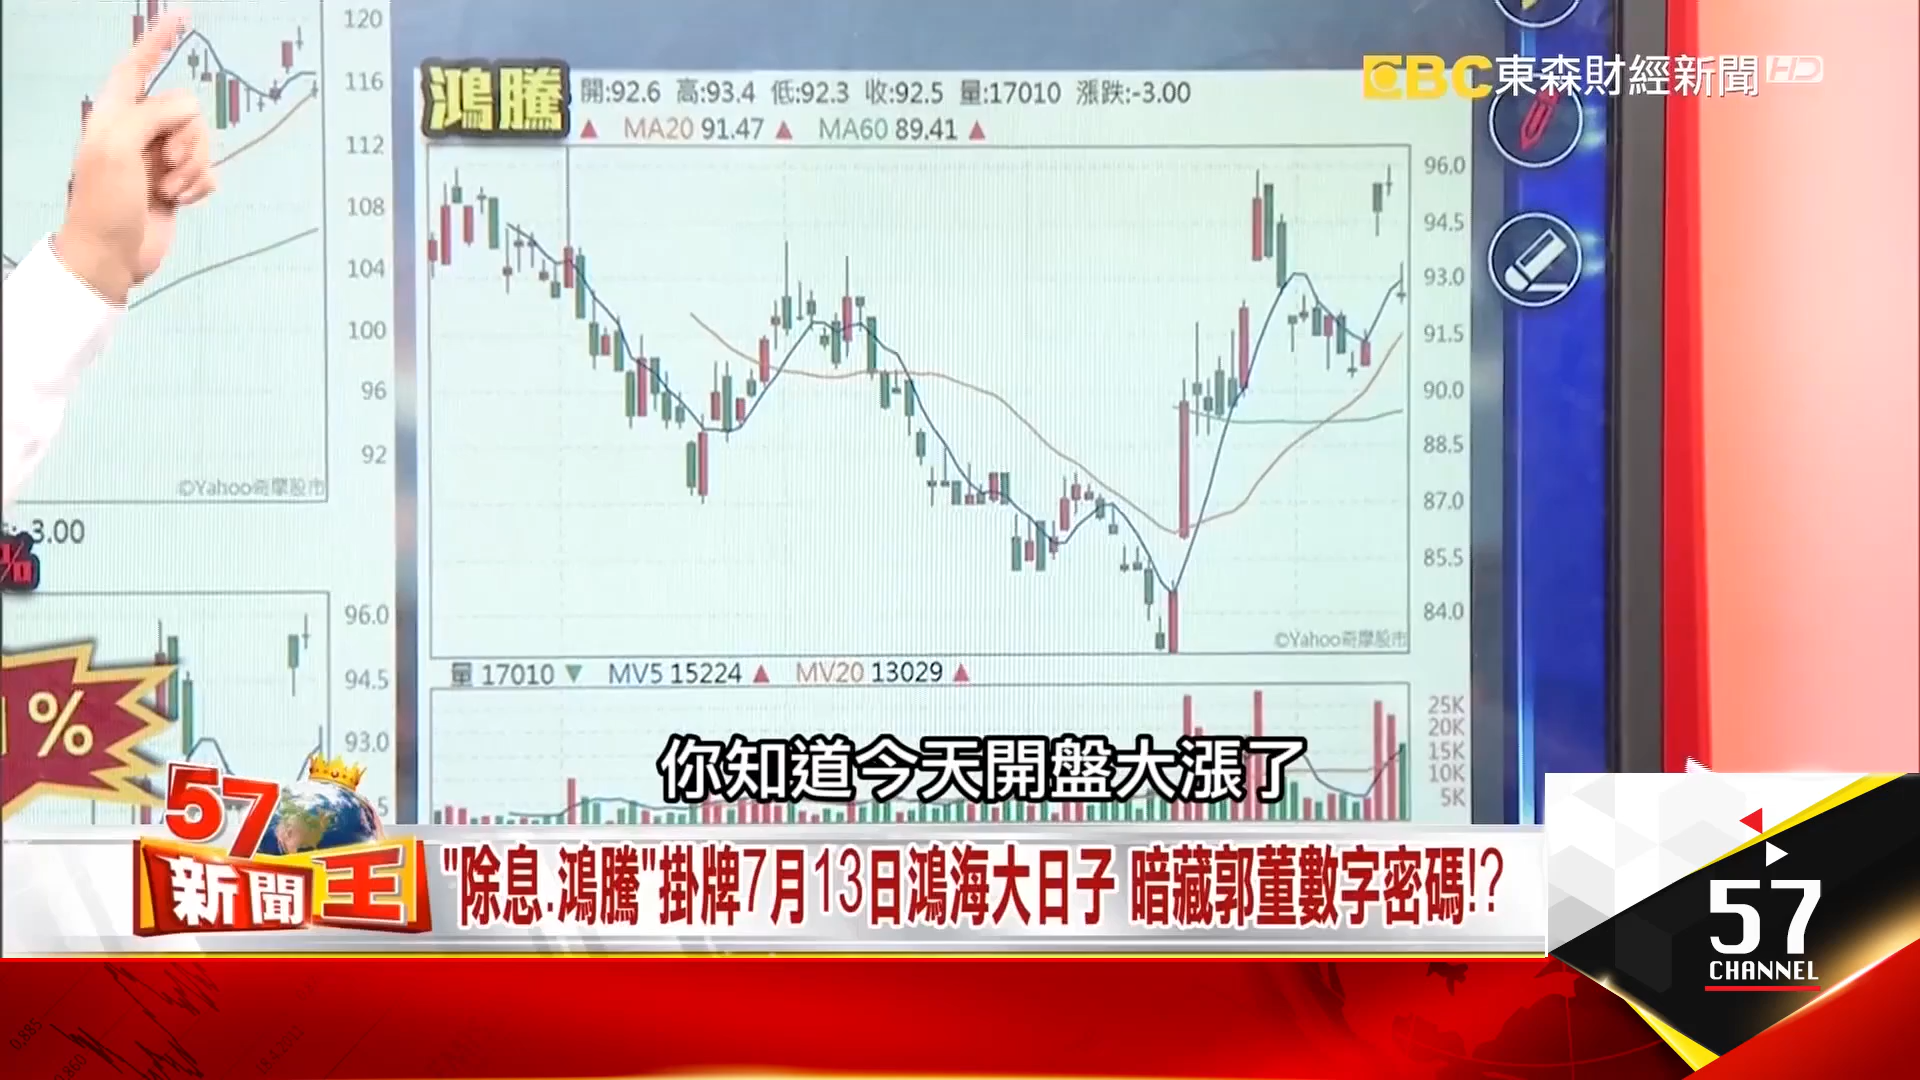 120
116
112
108
104
100
96
92
©Yahoo奇摩股市
-3.00
%
96.0
94.5
93.0
5
%
鴻騰
開:92.6 高:93.4 低:92.3 收:92.5 量:17010 漲跌:-3.00
▲ MA20 91.47 ▲ MA60 89.41 ▲
96.0
94.5
93.0
91.5
90.0
88.5
87.0
85.5
84.0
©Yahoo奇摩股市
量 17010 ▼ MV5 15224 ▲ MV20 13029 ▲
25K
20K
15K
10K
5K
EBC東森財經新聞HD
你知道今天開盤大漲了
57
新聞王
"除息.鴻騰"掛牌7月13日鴻海大日子 暗藏郭董數字密碼!?
57
CHANNEL